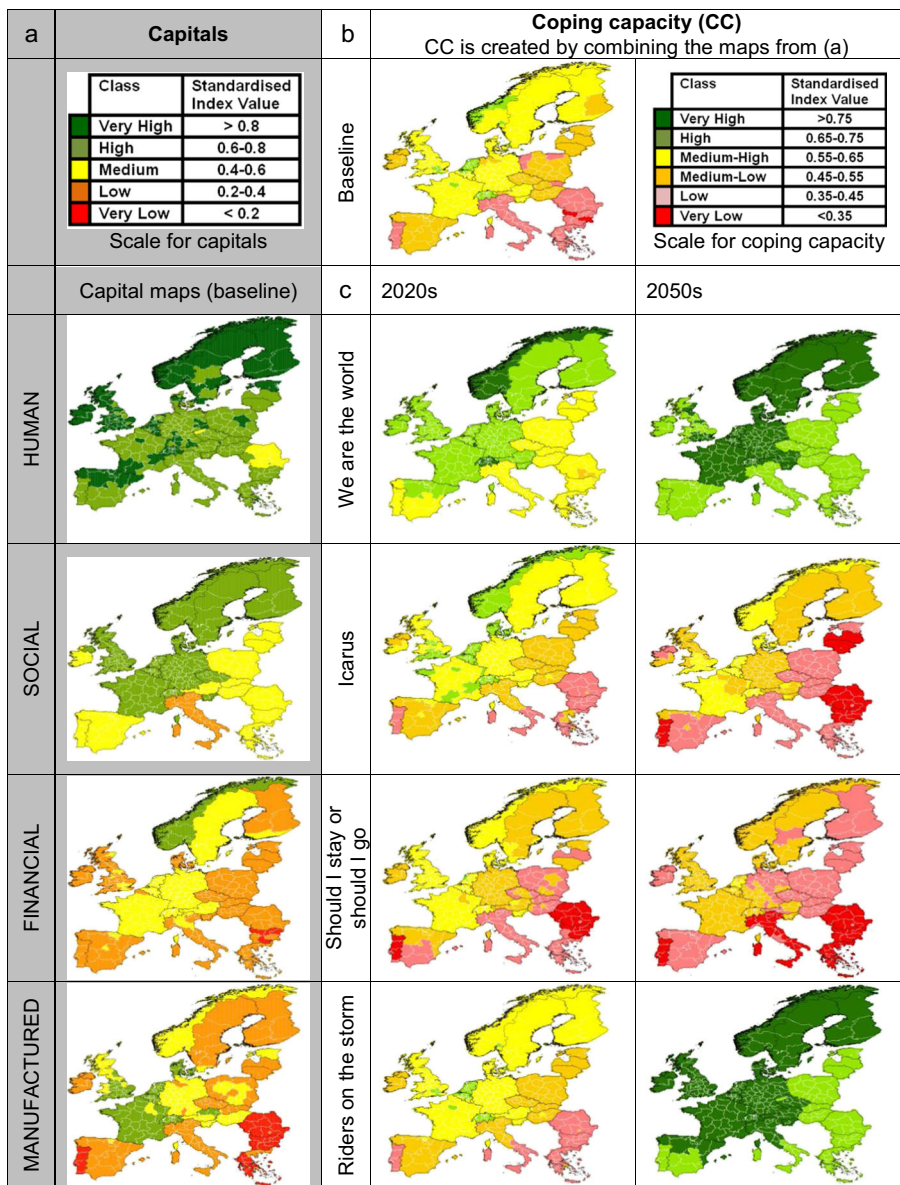 a
Capitals
b
Coping capacity (CC)
CC is created by combining the maps from (a)
Class
Standardised
Index Value
Very High
> 0.8
High
0.6-0.8
Medium
0.4-0.6
Low
0.2-0.4
Very Low
< 0.2
Scale for capitals
Baseline
Class
Standardised
Index Value
Very High
>0.75
High
0.65-0.75
Medium-High
0.55-0.65
Medium-Low
0.45-0.55
Low
0.35-0.45
Very Low
<0.35
Scale for coping capacity
Capital maps (baseline)
c
2020s
2050s
HUMAN
We are the world
SOCIAL
Icarus
FINANCIAL
Should I stay or
should I go
MANUFACTURED
Riders on the storm